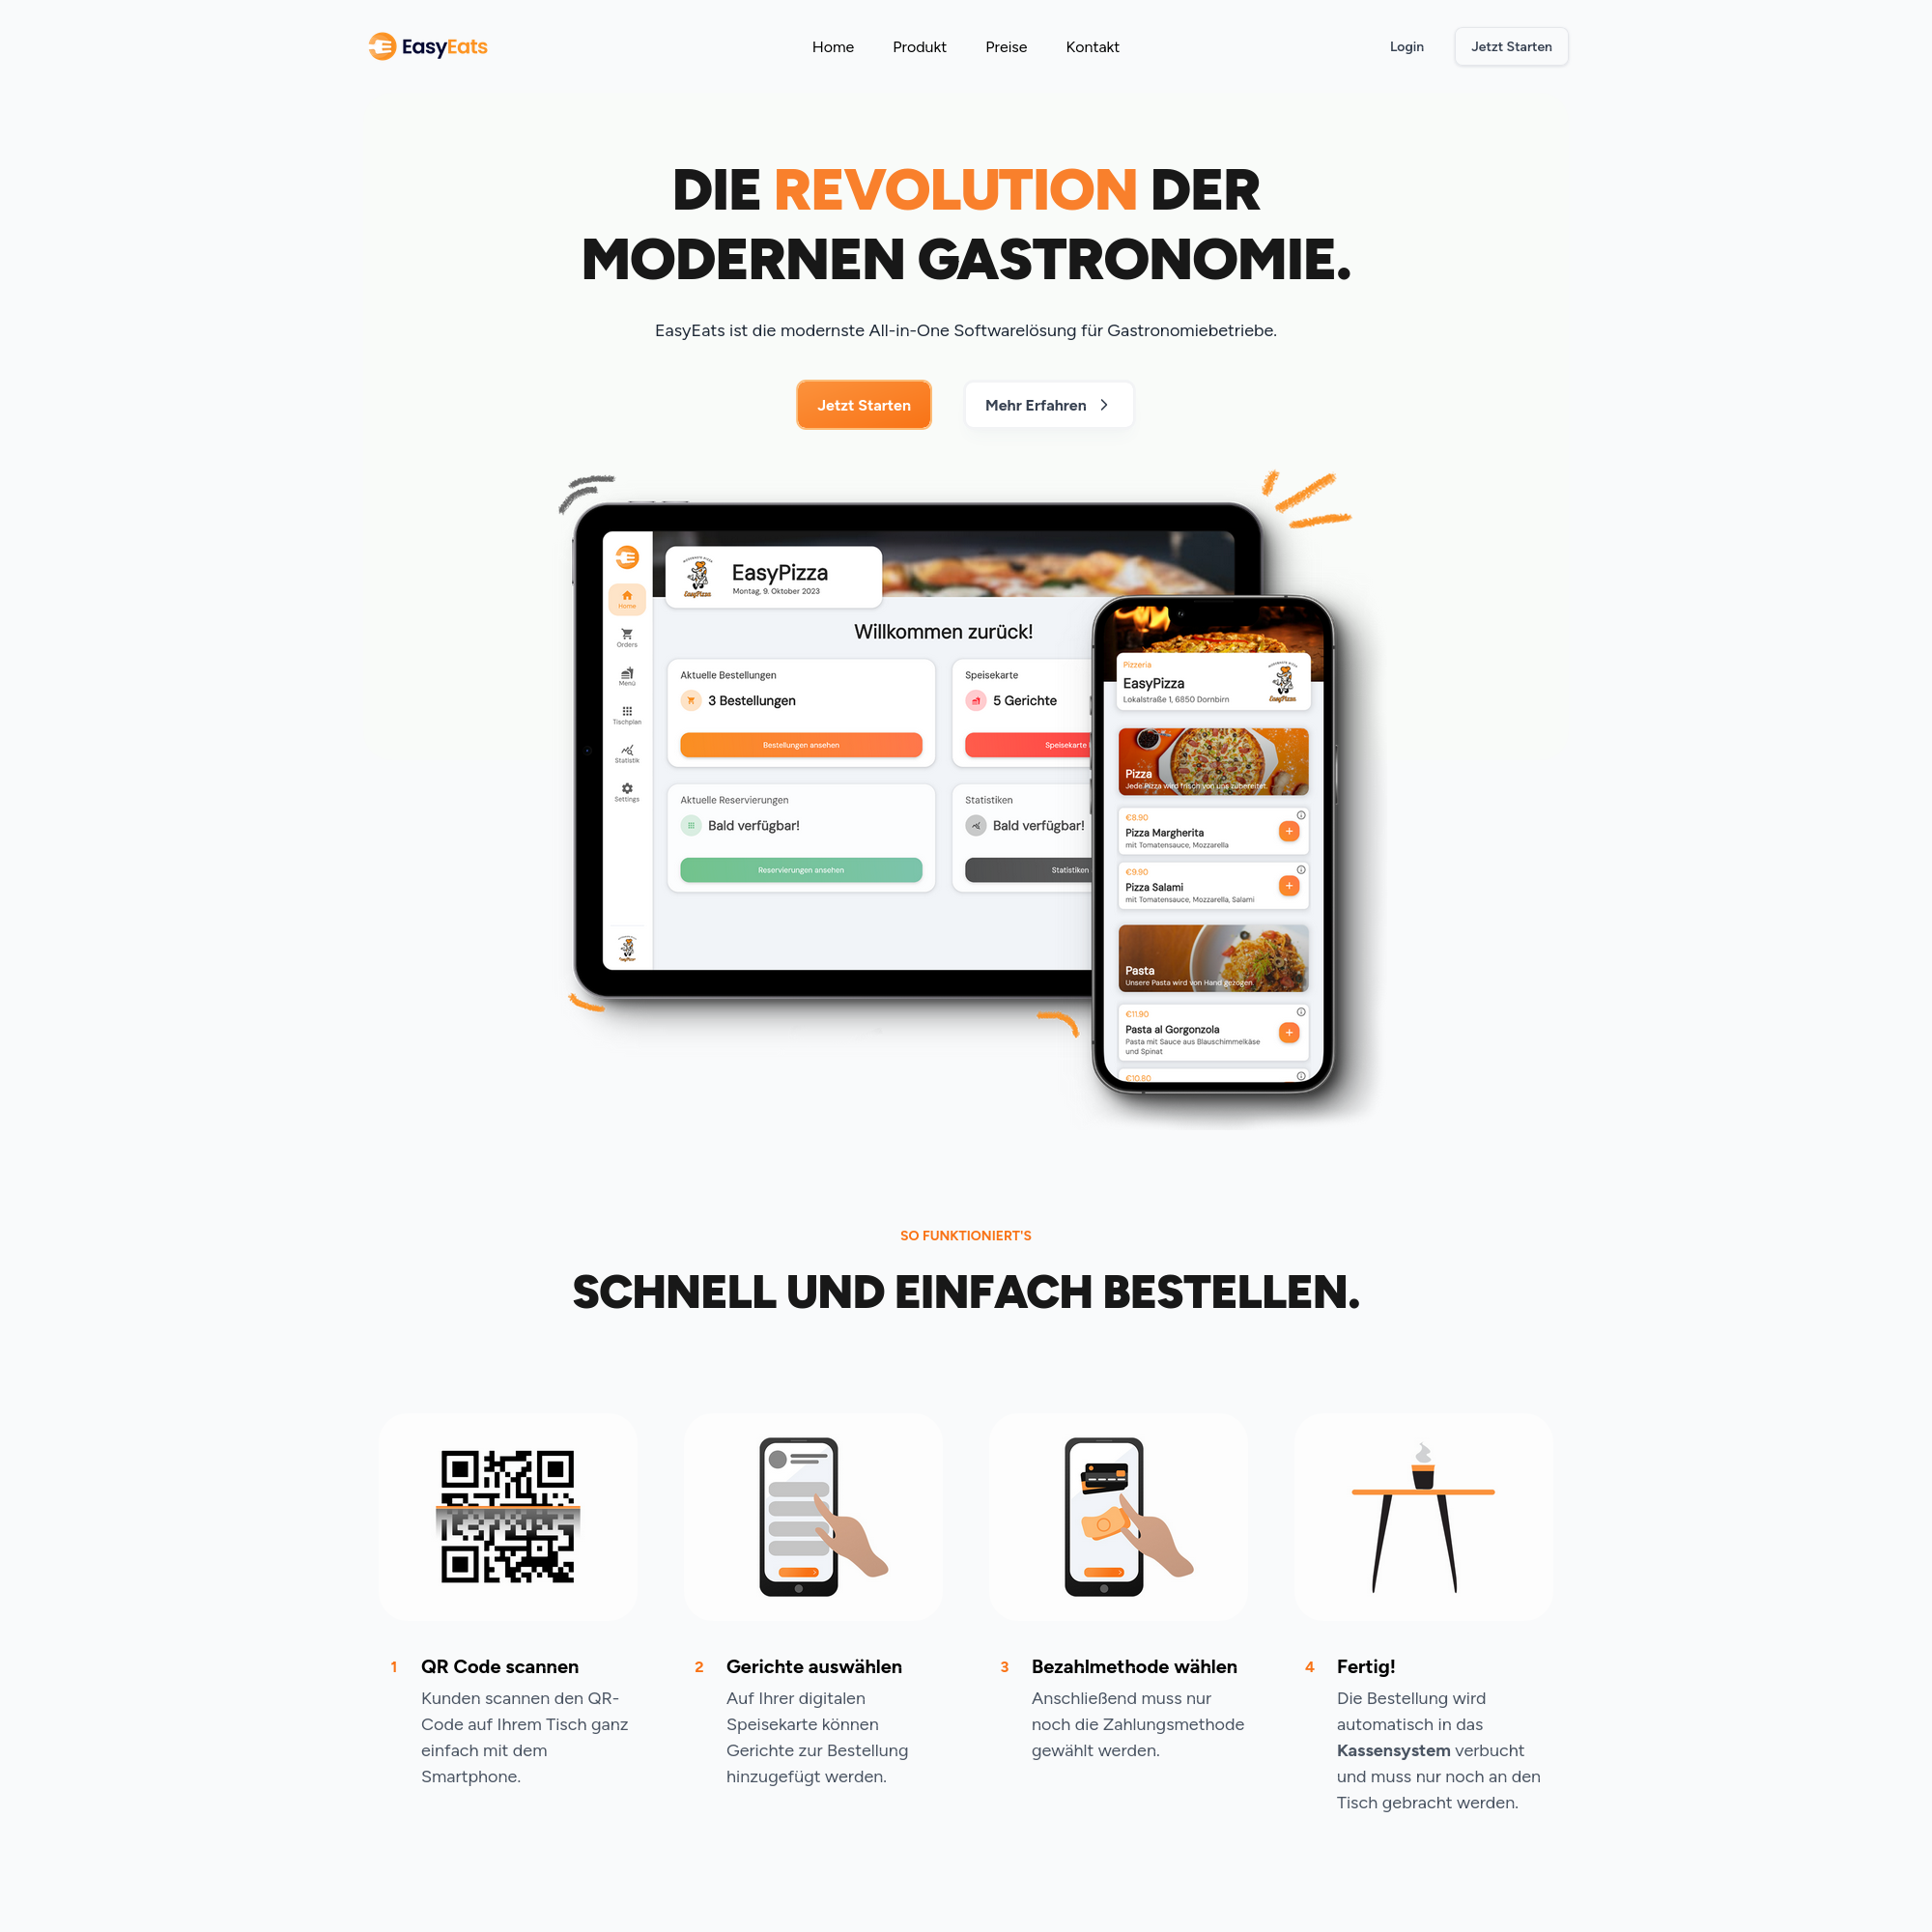 EasyEats
Home
Produkt
Preise
Kontakt
Login
Jetzt Starten
DIE REVOLUTION DER
MODERNEN GASTRONOMIE.
EasyEats ist die modernste All-in-One Softwarelösung für Gastronomiebetriebe.
Jetzt Starten
Mehr Erfahren
EasyPizza
EasyPizza
Montag, 9. Oktober 2023
Home
Orders
Menü
Tischplan
Statistik
Settings
Willkommen zurück!
Aktuelle Bestellungen
3 Bestellungen
Bestellungen ansehen
Speisekarte
5 Gerichte
Speisekarte
Aktuelle Reservierungen
Bald verfügbar!
Reservierungen ansehen
Statistiken
Bald verfügbar!
Statistiken
Pizzeria
EasyPizza
Lokalstraße 1, 6850 Dornbirn
EasyPizza
Pizza
Jede Pizza wird frisch von uns zubereitet.
€8.90
Pizza Margherita
mit Tomatensauce, Mozzarella
€9.90
Pizza Salami
mit Tomatensauce, Mozzarella, Salami
Pasta
Unsere Pasta wird von Hand gezogen.
€11.90
Pasta al Gorgonzola
Pasta mit Sauce aus Blauschimmelkäse
und Spinat
€10.80
SO FUNKTIONIERT'S
SCHNELL UND EINFACH BESTELLEN.
1 QR Code scannen
Kunden scannen den QR-
Code auf Ihrem Tisch ganz
einfach mit dem
Smartphone.
2 Gerichte auswählen
Auf Ihrer digitalen
Speisekarte können
Gerichte zur Bestellung
hinzugefügt werden.
3 Bezahlmethode wählen
Anschließend muss nur
noch die Zahlungsmethode
gewählt werden.
4 Fertig!
Die Bestellung wird
automatisch in das
Kassensystem verbucht
und muss nur noch an den
Tisch gebracht werden.